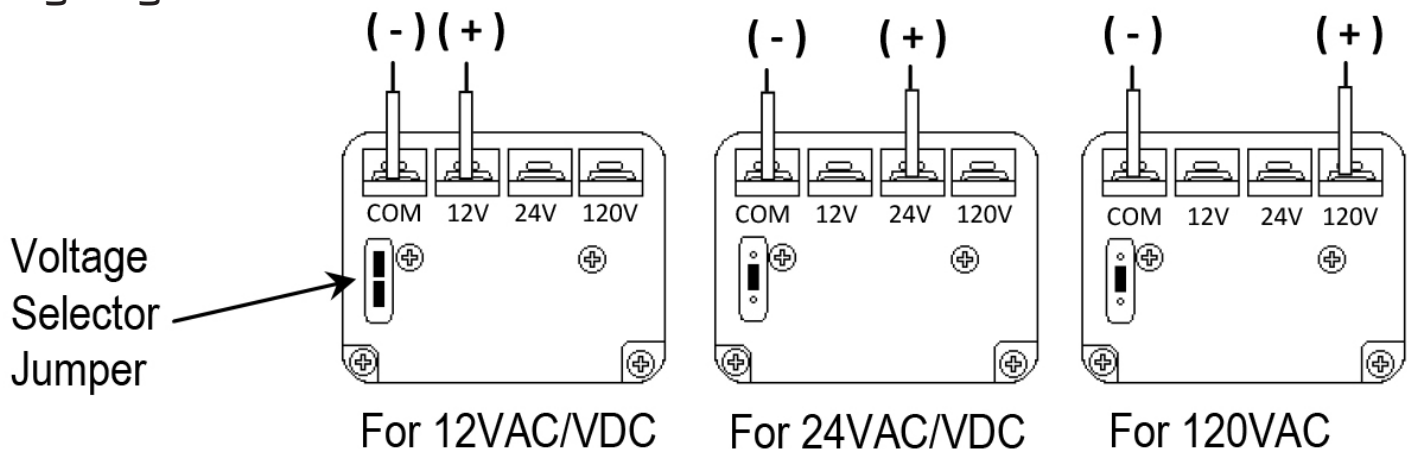 ( - ) ( + )
( - ) ( + )
( - ) ( + )
COM 12V 24V 120V
COM 12V 24V 120V
COM 12V 24V 120V
Voltage
Selector
Jumper
For 12VAC/VDC
For 24VAC/VDC
For 120VAC